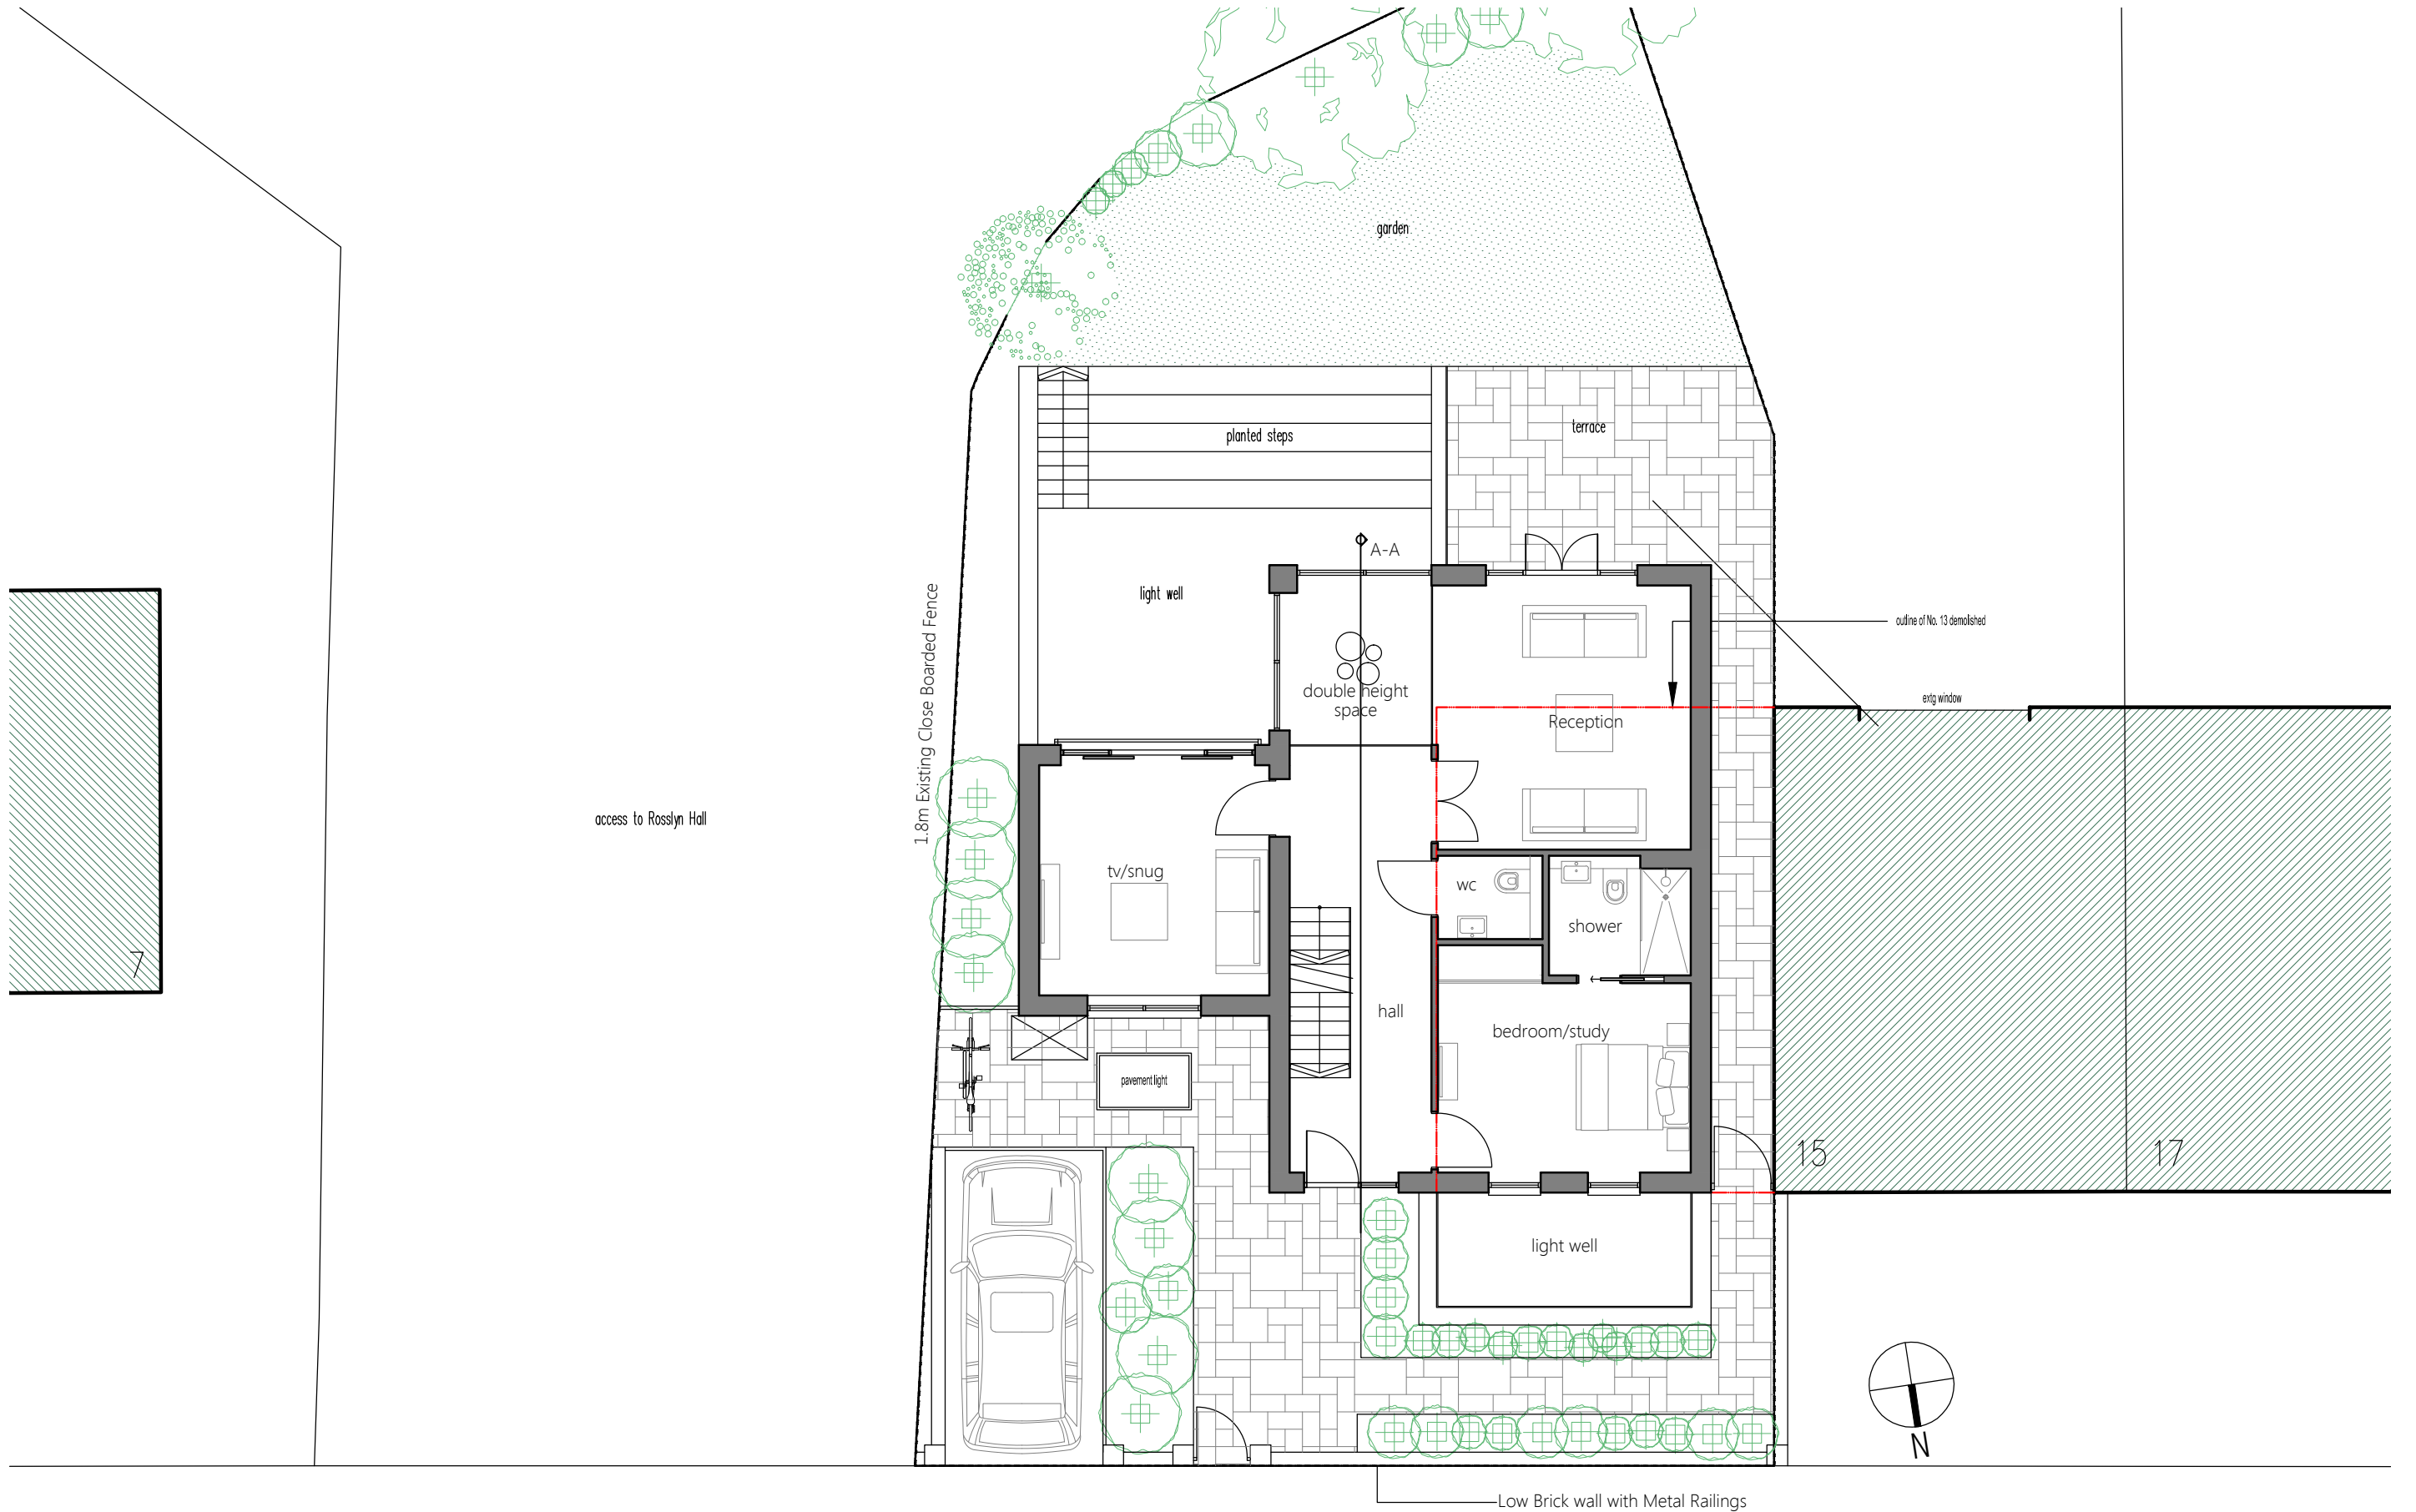 garden
terrace
planted steps
A-A
light well
1.8m Existing Close Boarded Fence
outline of No. 13 demolished
double height
space
Reception
extg window
access to Rosslyn Hall
tv/snug
wc
shower
7
hall
bedroom/study
pavement light
15
17
light well
N
Low Brick wall with Metal Railings